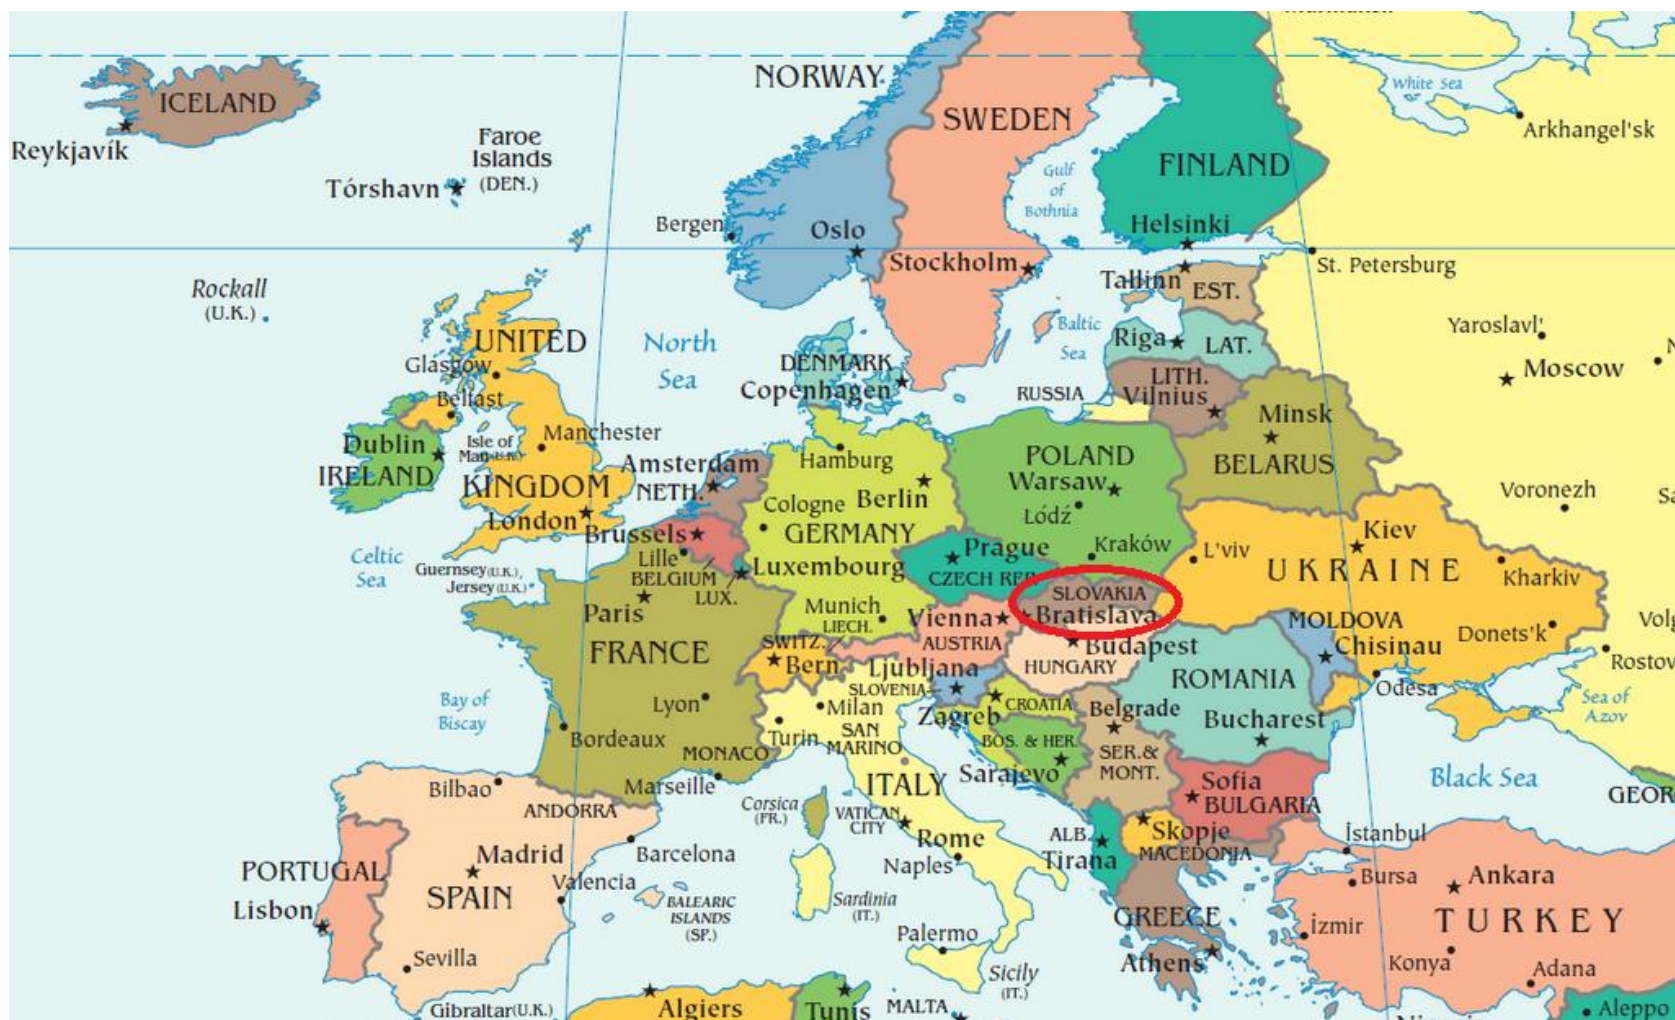 ICELAND
Reykjavík
Faroe
Islands
(DEN.)
Tórshavn
NORWAY
SWEDEN
FINLAND
White Sea
Arkhangel'sk
Gulf
of
Bothnia
Bergen
Oslo
Helsinki
Stockholm
Tallinn
EST.
St. Petersburg
Rockall
(U.K.)
UNITED
KINGDOM
Glasgow
Belfast
North
Sea
Baltic
Sea
Riga
LAT.
Yaroslavl'
Moscow
DENMARK
Copenhagen
RUSSIA
LITH.
Vilnius
Minsk
BELARUS
Dublin
IRELAND
Isle of
Man (U.K.)
Manchester
Amsterdam
NETH.
Hamburg
Berlin
POLAND
Warsaw
Lódź
Voronezh
London
Brussels
Cologne
GERMANY
Kraków
L'viv
Kiev
UKRAINE
Kharkiv
Celtic
Sea
Guernsey (U.K.)
Jersey (U.K.)
Lille
BELGIUM
LUX.
Luxembourg
Prague
CZECH REP.
SLOVAKIA
Bratislava
Paris
Munich
LIECH.
Vienna
AUSTRIA
Budapest
HUNGARY
MOLDOVA
Chisinau
Donets'k
Volg
Rostov
FRANCE
SWITZ.
Bern
Ljubljana
SLOVENIA
ROMANIA
Odesa
Sea of
Azov
Bay of
Biscay
Lyon
Milan
Turin
Zagreb
CROATIA
Belgrade
Bucharest
Bordeaux
MONACO
SAN
MARINO
BOS. & HER.
Sarajevo
SER.&
MONT.
Bilbao
ANDORRA
Marseille
Corsica
(FR.)
ITALY
VATICAN
CITY
Rome
Sofia
BULGARIA
Black Sea
GEOR
PORTUGAL
Lisbon
Madrid
SPAIN
Barcelona
Valencia
BALEARIC
ISLANDS
(SP.)
Sardinia
(IT.)
Naples
ALB.
Tirana
Skopje
MACEDONIA
İstanbul
Bursa
Ankara
TURKEY
Sevilla
Palermo
Sicily
(IT.)
GREECE
Athens
İzmir
Konya
Adana
Gibraltar (U.K.)
Algiers
Tunis
MALTA
Aleppo